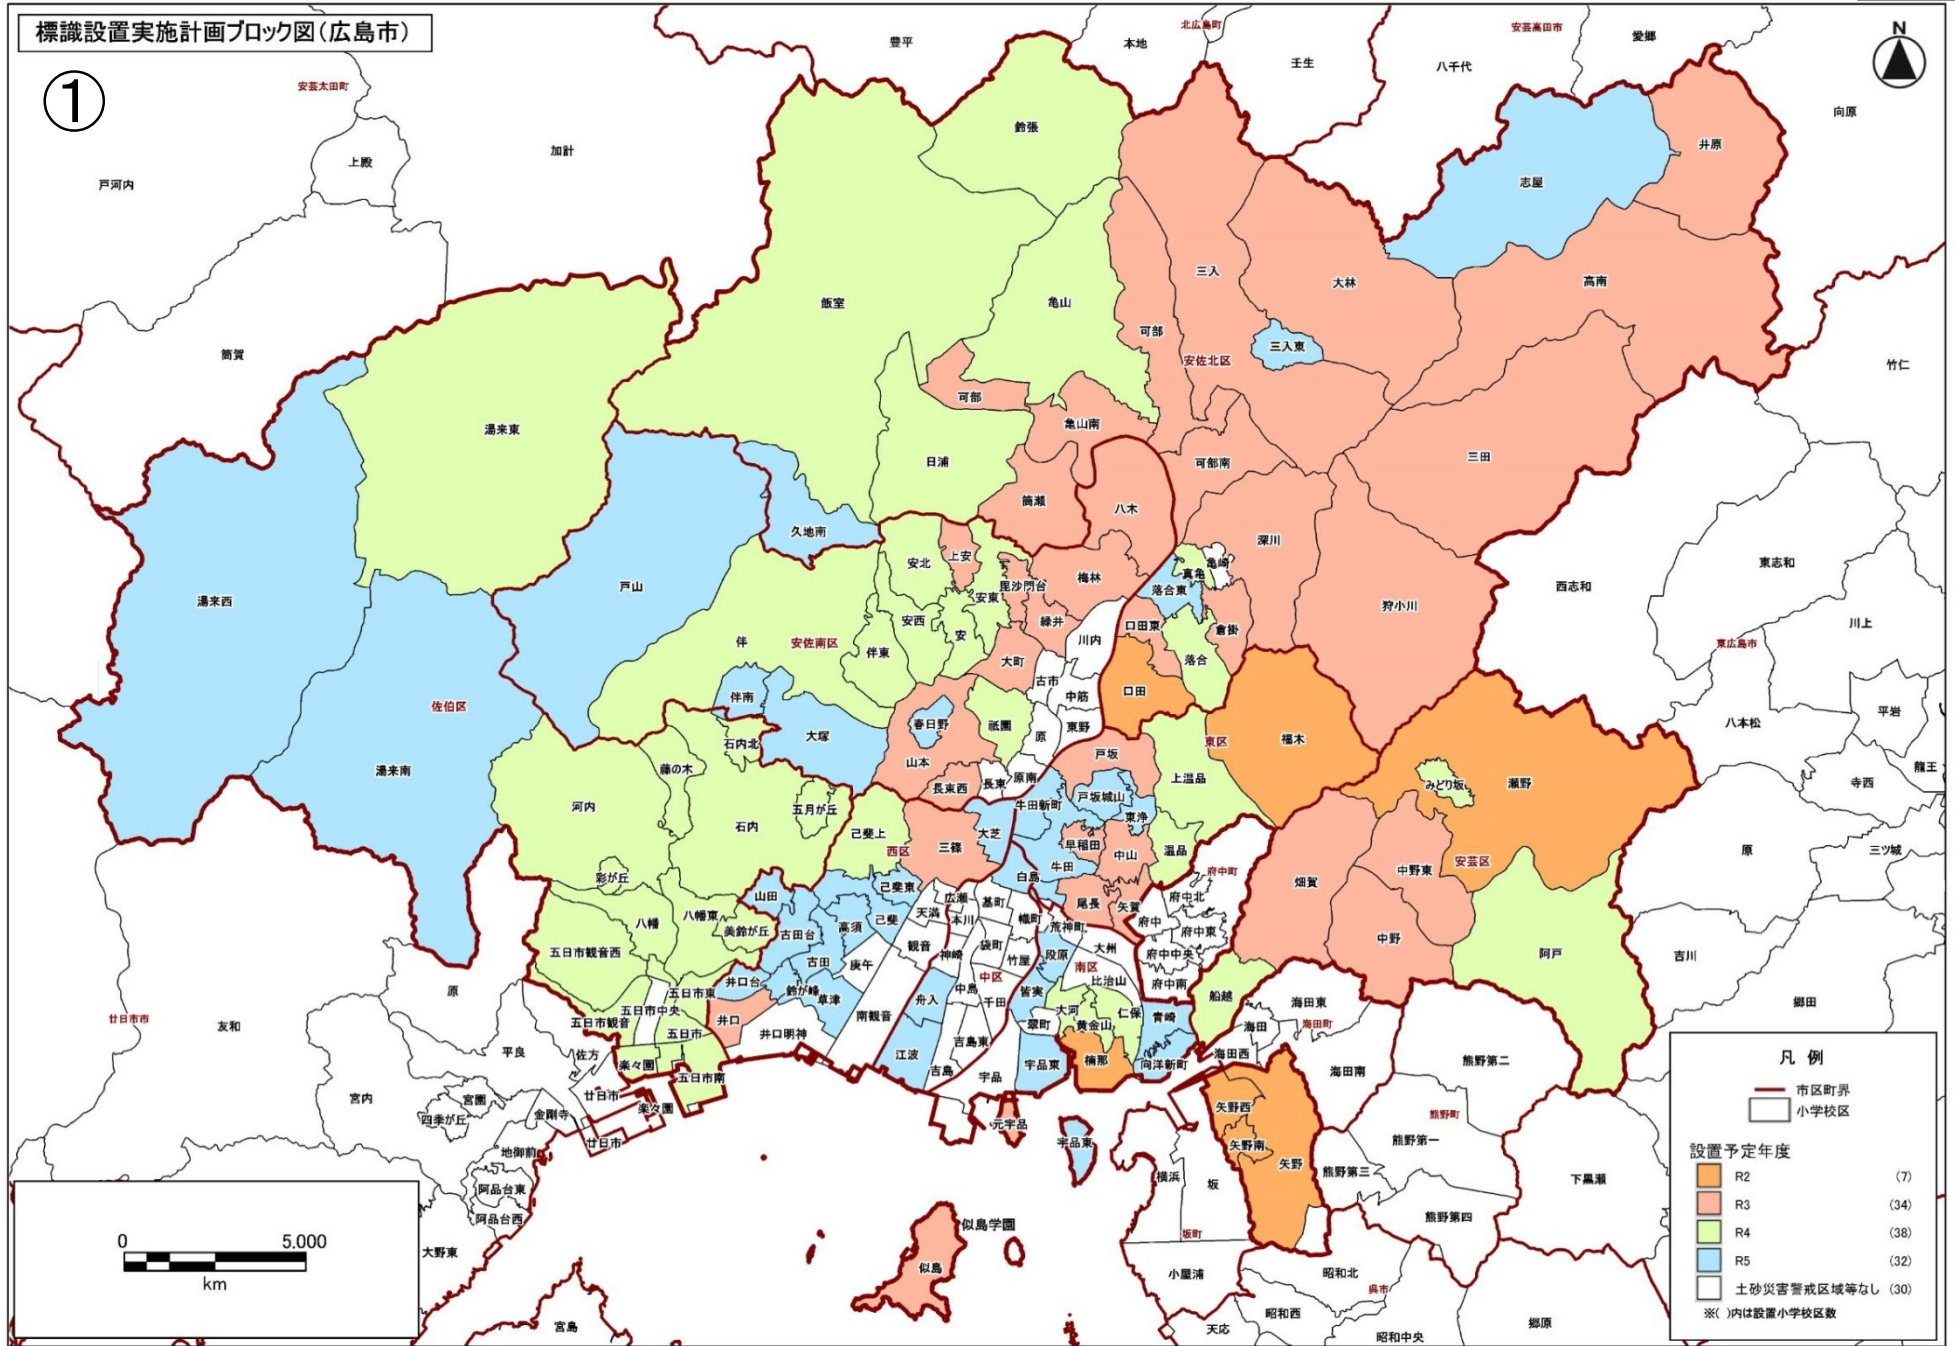 標識設置実施計画ブロック図（広島市）
①
N
北広島町
安芸高田市
愛郷
豊平
本地
壬生
八千代
安芸太田町
加計
上殿
戸河内
鈴張
向原
井原
志屋
三入
大林
高南
飯室
亀山
可部
三入東
安佐北区
筒賀
竹仁
可部
亀山南
湯来東
日浦
可部南
三田
筒瀬
八木
久地南
深川
安北
上安
梅林
真亀
亀崎
東志和
戸山
毘沙門台
落合東
西志和
湯来西
安東
狩小川
安西
安
緑井
川内
口田東
倉掛
川上
伴
安佐南区
伴東
大町
落合
東広島市
古市
中筋
口田
伴南
佐伯区
春日野
祇園
東野
原
福木
東区
八本松
平岩
大塚
石内北
戸坂
山本
湯来南
藤の木
長束
原南
上温品
みどり坂
瀬野
龍王
寺西
長束西
牛田新町
戸坂城山
河内
五月が丘
東浄
石内
己斐上
大芝
早稲田
西区
三篠
中山
温品
原
三ツ城
牛田
中野東
安芸区
彩が丘
白島
府中町
畑賀
山田
己斐東
広瀬
基町
尾長
矢賀
府中北
八幡
八幡東
高須
己斐
天満
本川
幟町
荒神町
府中
府中東
美鈴が丘
古田台
中野
五日市観音西
観音
神崎
袋町
竹屋
段原
大州
府中中央
阿戸
吉川
古田
庚午
中区
南区
比治山
府中南
井口台
鈴が峰
草津
舟入
中島
千田
皆実
船越
海田東
郷田
五日市東
五日市中央
南観音
大河
仁保
青崎
五日市観音
井口
井口明神
翠町
黄金山
海田
海田町
廿日市市
友和
原
五日市
吉島東
平良
佐方
楽々園
江波
吉島
宇品東
楠那
向洋新町
海田西
熊野第二
五日市南
宇品
海田南
宮内
宮園
廿日市
楽々園
矢野西
四季が丘
金剛寺
元宇品
熊野町
廿日市
宇品東
矢野南
熊野第一
地御前
矢野
熊野第三
横浜
坂
下黒瀬
阿品台東
阿品台西
似島学園
熊野第四
坂町
大野東
似島
小屋浦
昭和北
呉市
昭和西
宮島
天応
昭和中央
郷原
0 5,000
km
凡 例
市区町界
小学校区
設置予定年度
R2 (7)
R3 (34)
R4 (38)
R5 (32)
土砂災害警戒区域等なし (30)
※( )内は設置小学校区数